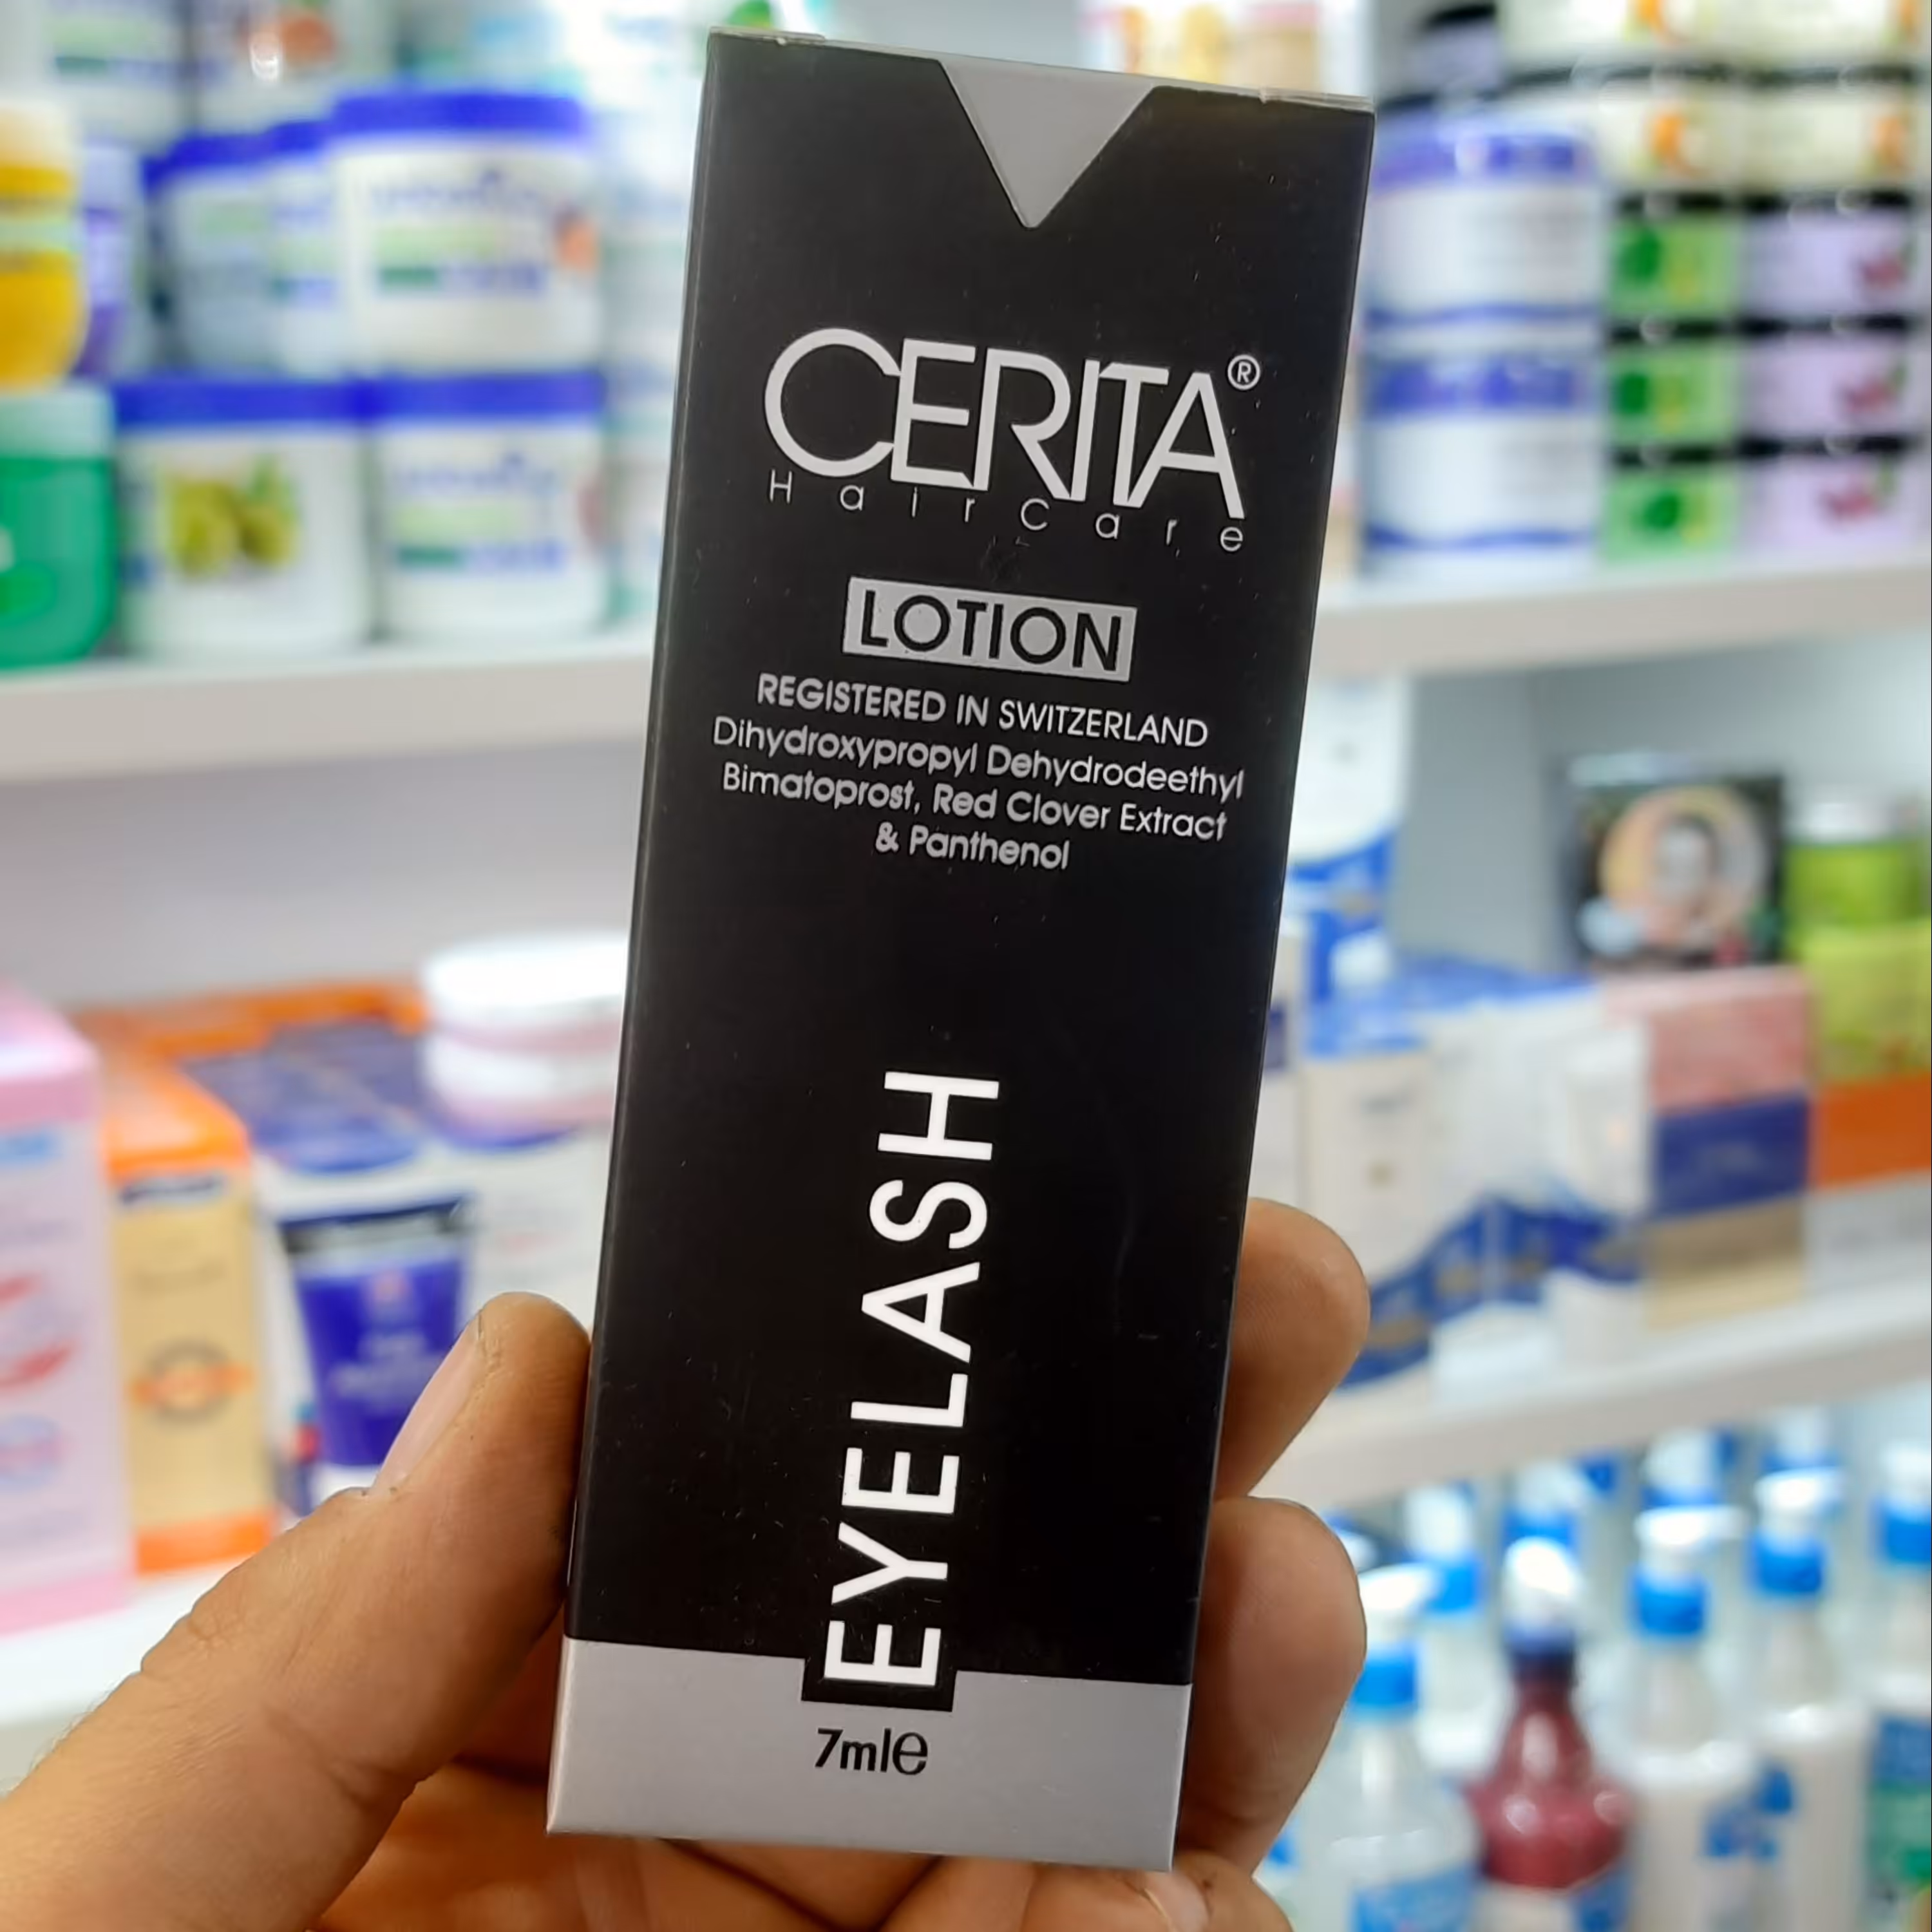 CERITA®
HairCare
LOTION
REGISTERED IN SWITZERLAND
Dihydroxypropyl Dehydrodeethyl
Bimatoprost, Red Clover Extract
& Panthenol
EYELASH
7ml℮